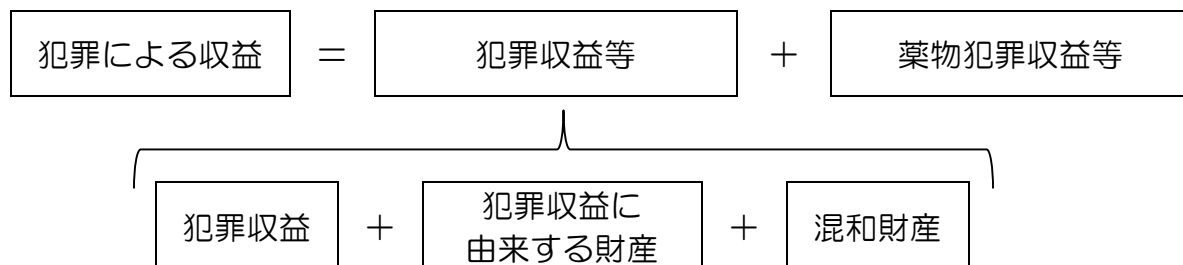 犯罪による収益 = 犯罪収益等 + 薬物犯罪収益等
犯罪収益 + 犯罪収益に + 混和財産
由来する財産